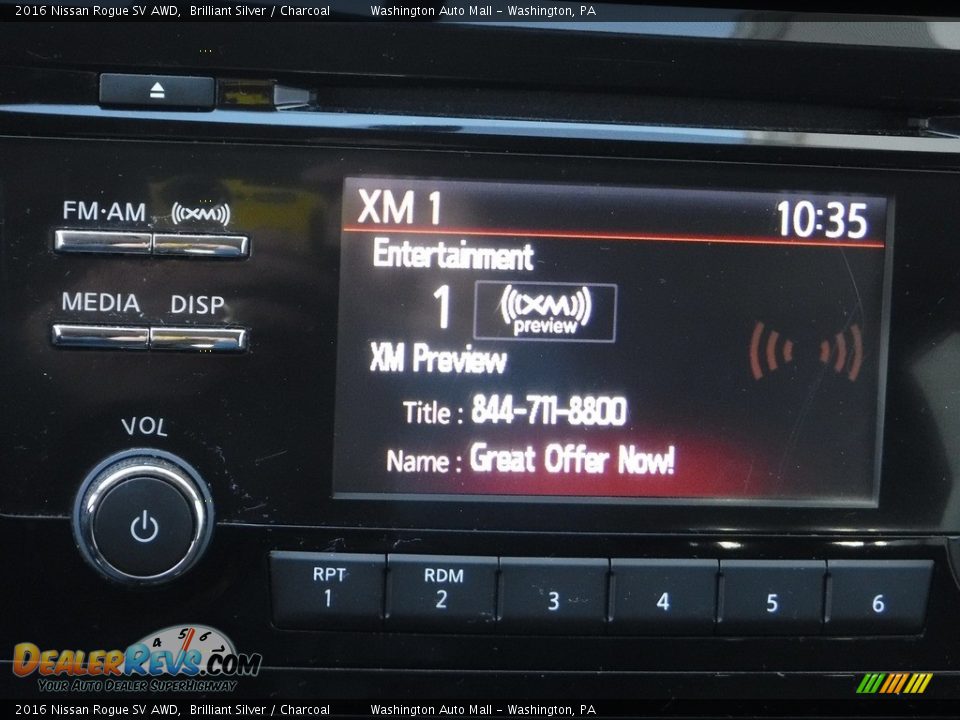 2016 Nissan Rogue SV AWD, Brilliant Silver / Charcoal Washington Auto Mall - Washington, PA
FM·AM
XM
MEDIA DISP
VOL
XM 1 10:35
Entertainment
1 XM preview
XM Preview
Title : 844-711-8800
Name : Great Offer Now!
RPT 1
RDM 2
3
4
5
6
4 5 6
DealerRevs.com
Your Auto Dealer SuperHighway
2016 Nissan Rogue SV AWD, Brilliant Silver / Charcoal Washington Auto Mall - Washington, PA